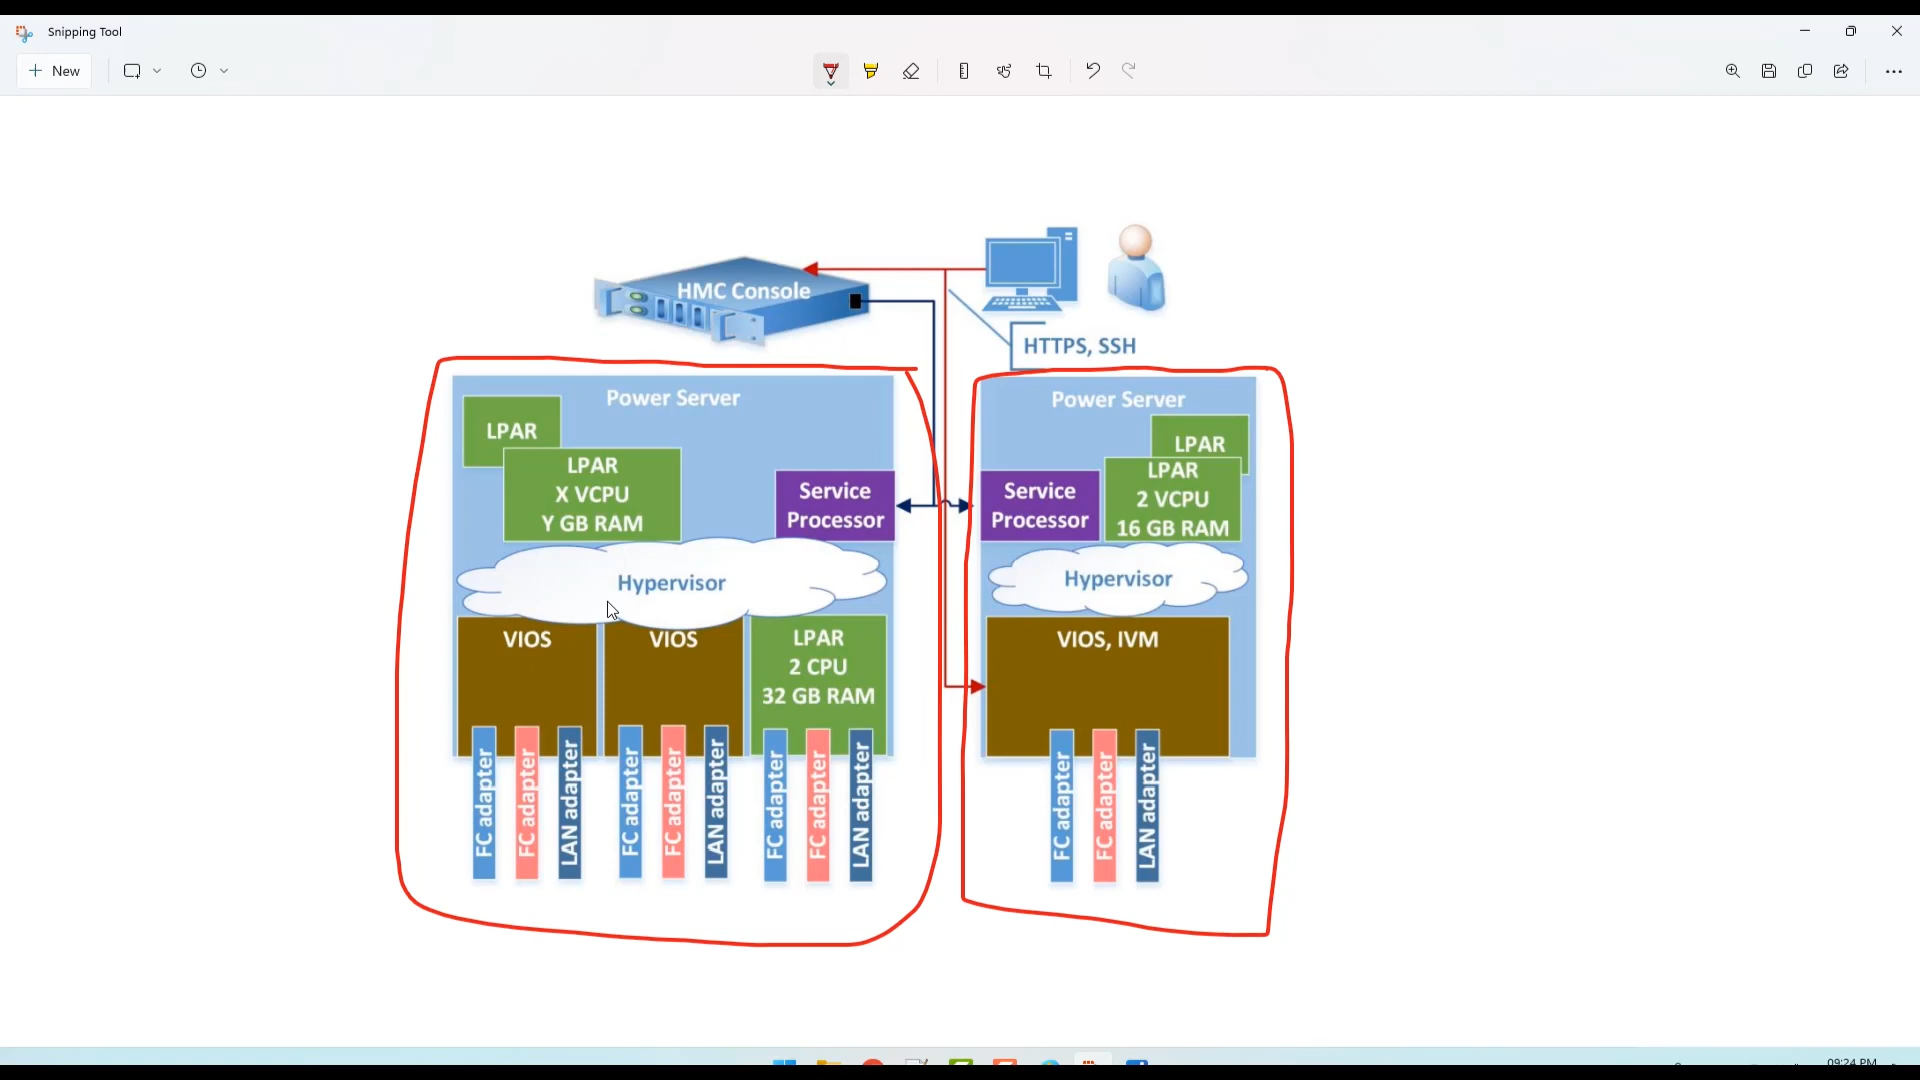 Snipping Tool
New
HMC Console
HTTPS, SSH
Power Server
LPAR
LPAR
X VCPU
Y GB RAM
Service
Processor
Hypervisor
VIOS
VIOS
LPAR
2 CPU
32 GB RAM
FC adapter
FC adapter
LAN adapter
FC adapter
FC adapter
LAN adapter
FC adapter
FC adapter
LAN adapter
Power Server
LPAR
LPAR
2 VCPU
16 GB RAM
Service
Processor
Hypervisor
VIOS, IVM
FC adapter
FC adapter
LAN adapter
09:24 PM